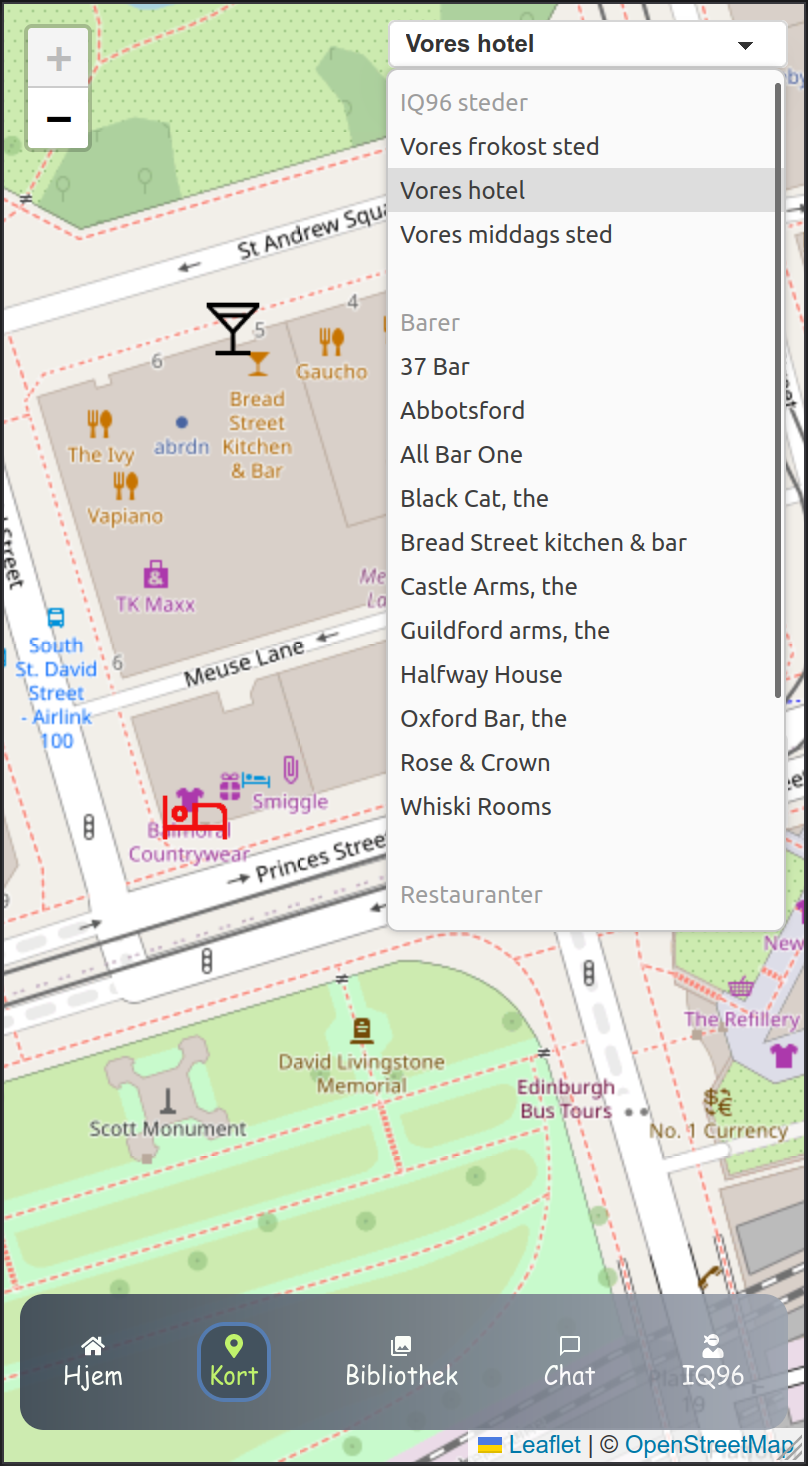 +
−
Vores hotel
IQ96 steder
Vores frokost sted
Vores hotel
Vores middags sted
Barer
37 Bar
Abbotsford
All Bar One
Black Cat, the
Bread Street kitchen & bar
Castle Arms, the
Guildford arms, the
Halfway House
Oxford Bar, the
Rose & Crown
Whiski Rooms
Restauranter
St Andrew Squa
4
5
6
Gaucho
Bread
Street
Kitchen
& Bar
The Ivy
abrdn
Vapiano
TK Maxx
Street
South
St. David
Street
- Airlink
100
6
Meuse Lane
Smiggle
Balmoral
Countrywear
Princes Stree
David Livingstone
Memorial
Scott Monument
Edinburgh
Bus Tours
New
The Refillery
No. 1 Currency
Hjem
Kort
Bibliothek
Chat
IQ96
19
Leaflet | © OpenStreetMap